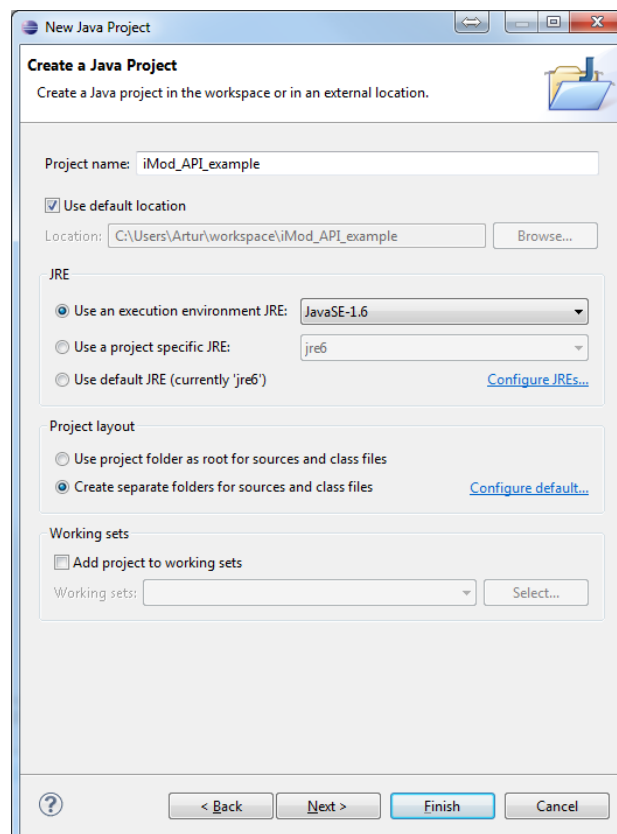 New Java Project
Create a Java Project
Create a Java project in the workspace or in an external location.
Project name: iMod_API_example
Use default location
Location: C:\Users\Artur\workspace\iMod_API_example Browse...
JRE
Use an execution environment JRE: JavaSE-1.6
Use a project specific JRE: jre6
Use default JRE (currently 'jre6') Configure JREs...
Project layout
Use project folder as root for sources and class files
Create separate folders for sources and class files Configure default...
Working sets
Add project to working sets
Working sets: Select...
? < Back Next > Finish Cancel